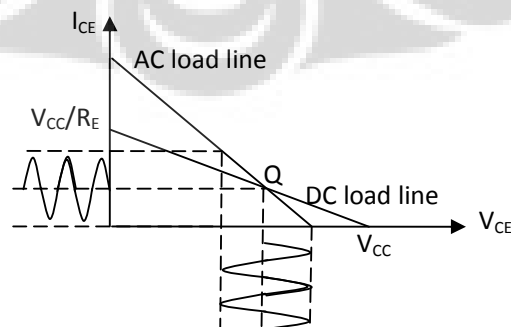 I_CE
AC load line
V_CC/R_E
Q
DC load line
V_CC
V_CE